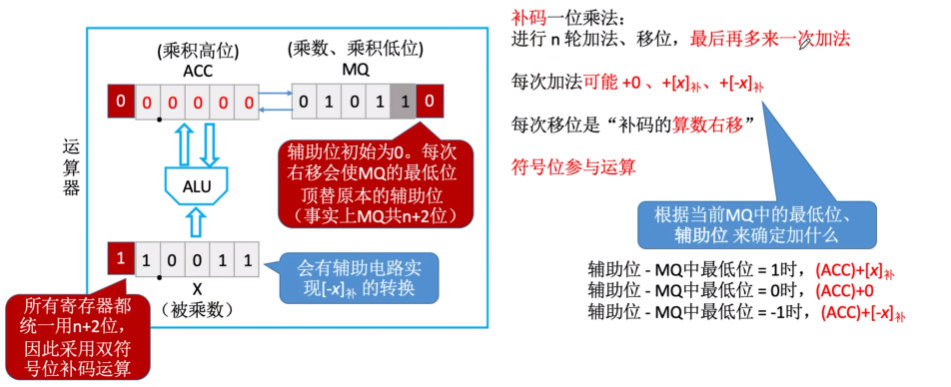 (乘积高位)
ACC
(乘数、乘积低位)
MQ
0 0 0 0 0 0
0 1 0 1 1 0
辅助位初始为0。每次
右移会使MQ的最低位
顶替原本的辅助位
（事实上MQ共n+2位）
运
算
器
ALU
1 1 0 0 1 1
X
（被乘数）
会有辅助电路实
现[-x]补 的转换
所有寄存器都
统一用n+2位，
因此采用双符
号位补码运算
补码一位乘法：
进行 n 轮加法、移位，最后再多来一次加法
每次加法可能 +0 、+[x]补、+[-x]补
每次移位是“补码的算数右移”
符号位参与运算
根据当前MQ中的最低位、
辅助位 来确定加什么
辅助位 - MQ中最低位 = 1时，(ACC)+[x]补
辅助位 - MQ中最低位 = 0时，(ACC)+0
辅助位 - MQ中最低位 = -1时，(ACC)+[-x]补